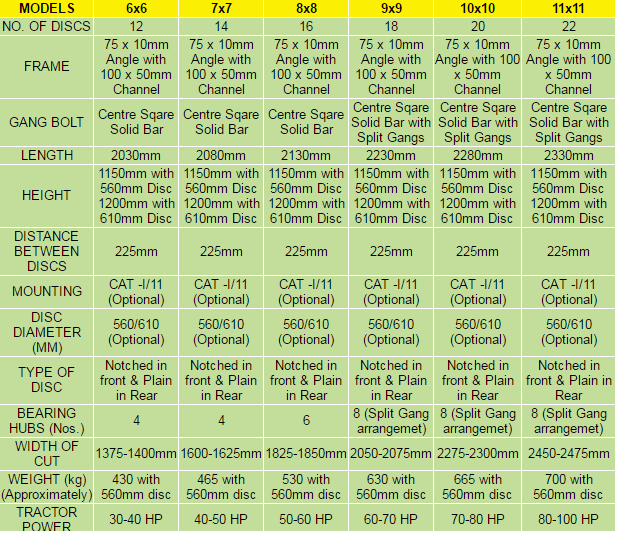 MODELS 6x6 7x7 8x8 9x9 10x10 11x11
NO. OF DISCS 12 14 16 18 20 22
FRAME
75 x 10mm 75 x 10mm 75 x 10mm 75 x 10mm 75 x 10mm 75 x 10mm
Angle with Angle with Angle with Angle with Angle with 100 Angle with 100
100 x 50mm 100 x 50mm 100 x 50mm 100 x 50mm x 50mm x 50mm
Channel Channel Channel Channel Channel Channel
GANG BOLT
Centre Sqare Centre Sqare Centre Sqare Centre Sqare Centre Sqare Centre Sqare
Solid Bar Solid Bar Solid Bar Solid Bar with Solid Bar with Solid Bar with
Split Gangs Split Gangs Split Gangs
LENGTH 2030mm 2080mm 2130mm 2230mm 2280mm 2330mm
HEIGHT
1150mm with 1150mm with 1150mm with 1150mm with 1150mm with 1150mm with
560mm Disc 560mm Disc 560mm Disc 560mm Disc 560mm Disc 560mm Disc
1200mm with 1200mm with 1200mm with 1200mm with 1200mm with 1200mm with
610mm Disc 610mm Disc 610mm Disc 610mm Disc 610mm Disc 610mm Disc
DISTANCE
BETWEEN 225mm 225mm 225mm 225mm 225mm 225mm
DISCS
MOUNTING
CAT -I/11 CAT -I/11 CAT -I/11 CAT -I/11 CAT -I/11 CAT -I/11
(Optional) (Optional) (Optional) (Optional) (Optional) (Optional)
DISC
DIAMETER
(MM)
560/610 560/610 560/610 560/610 560/610 560/610
(Optional) (Optional) (Optional) (Optional) (Optional) (Optional)
TYPE OF
DISC
Notched in Notched in Notched in Notched in Notched in Notched in
front & Plain front & Plain front & Plain front & Plain front & Plain front & Plain
in Rear in Rear in Rear in Rear in Rear in Rear
BEARING
HUBS (Nos.)
4 4 6
8 (Split Gang 8 (Split Gang 8 (Split Gang
arrangemet) arrangemet) arrangemet)
WIDTH OF
CUT
1375-1400mm 1600-1625mm 1825-1850mm 2050-2075mm 2275-2300mm 2450-2475mm
WEIGHT (kg) 430 with 465 with 530 with 630 with 665 with 700 with
(Approximately) 560mm disc 560mm disc 560mm disc 560mm disc 560mm disc 560mm disc
TRACTOR
POWER
30-40 HP 40-50 HP 50-60 HP 60-70 HP 70-80 HP 80-100 HP